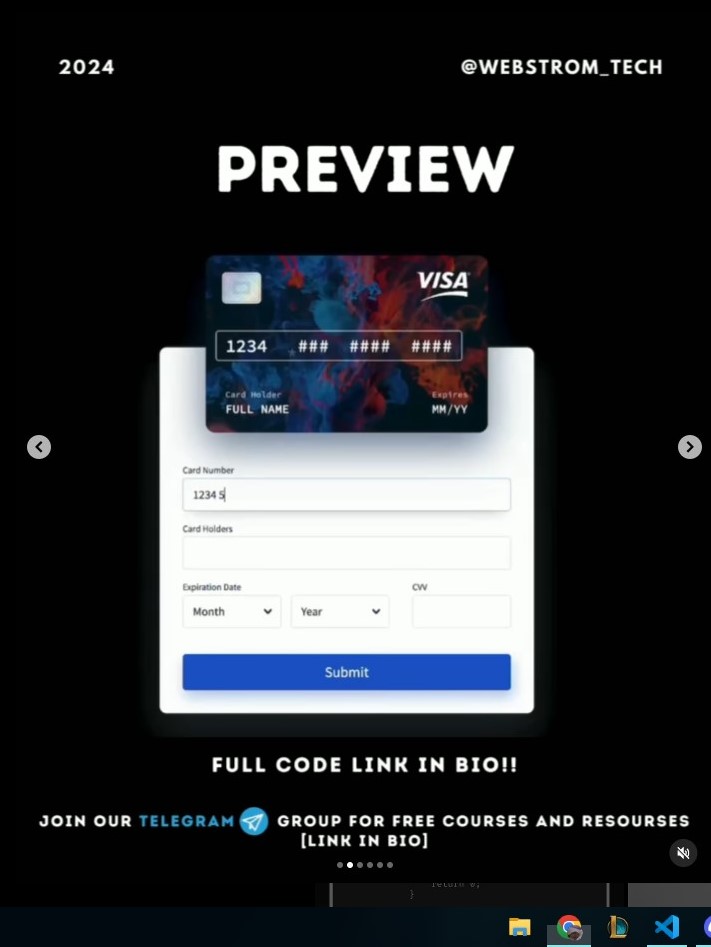 2024
@WEBSTROM_TECH
PREVIEW
VISA
1234 ### #### ####
Card Holder
Expires
FULL NAME
MM/YY
Card Number
1234 5
Card Holders
Expiration Date
CVV
Month
Year
Submit
FULL CODE LINK IN BIO!!
JOIN OUR TELEGRAM GROUP FOR FREE COURSES AND RESOURSES
[LINK IN BIO]
return e;
}